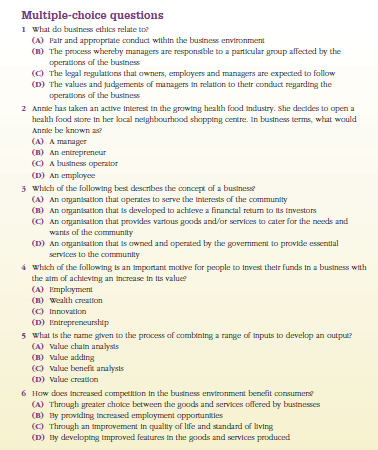 Multiple-choice questions
1 What do business ethics relate to?
(A) Fair and appropriate conduct within the business environment
(B) The process whereby managers are responsible to a particular group affected by the
operations of the business
(C) The legal regulations that owners, employers and managers are expected to follow
(D) The values and judgements of managers in relation to their conduct regarding the
operations of the business
2 Annie has taken an active interest in the growing health food industry. She decides to open a
health food store in her local neighbourhood shopping centre. In business terms, what would
Annie be known as?
(A) A manager
(B) An entrepreneur
(C) A business operator
(D) An employee
3 Which of the following best describes the concept of a business?
(A) An organisation that operates to serve the interests of the community
(B) An organisation that is developed to achieve a financial return to its investors
(C) An organisation that provides various goods and/or services to cater for the needs and
wants of the community
(D) An organisation that is owned and operated by the government to provide essential
services to the community
4 Which of the following is an important motive for people to invest their funds in a business with
the aim of achieving an increase in its value?
(A) Employment
(B) Wealth creation
(C) Innovation
(D) Entrepreneurship
5 What is the name given to the process of combining a range of inputs to develop an output?
(A) Value chain analysis
(B) Value adding
(C) Value benefit analysis
(D) Value creation
6 How does increased competition in the business environment benefit consumers?
(A) Through greater choice between the goods and services offered by businesses
(B) By providing increased employment opportunities
(C) Through an improvement in quality of life and standard of living
(D) By developing improved features in the goods and services produced